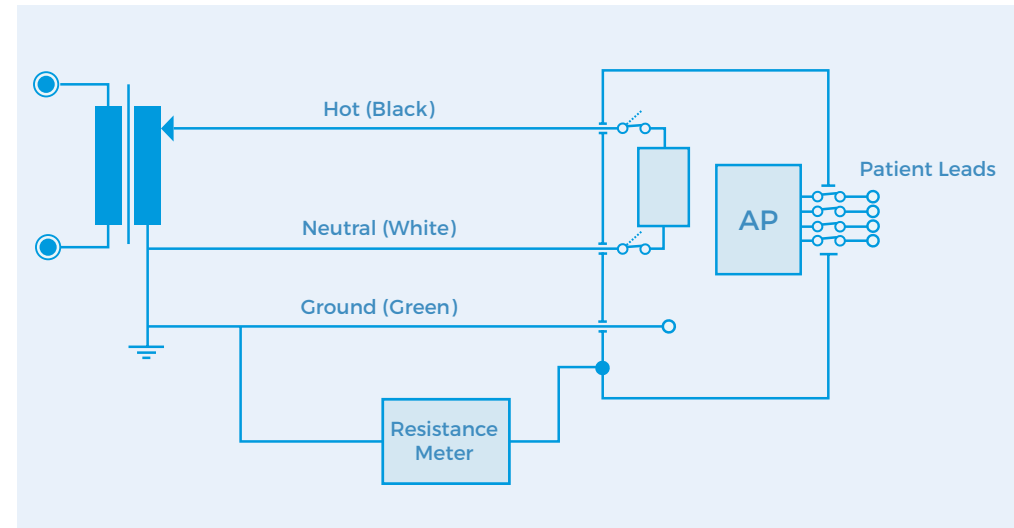 Hot (Black)
Patient Leads
AP
Neutral (White)
Ground (Green)
Resistance
Meter